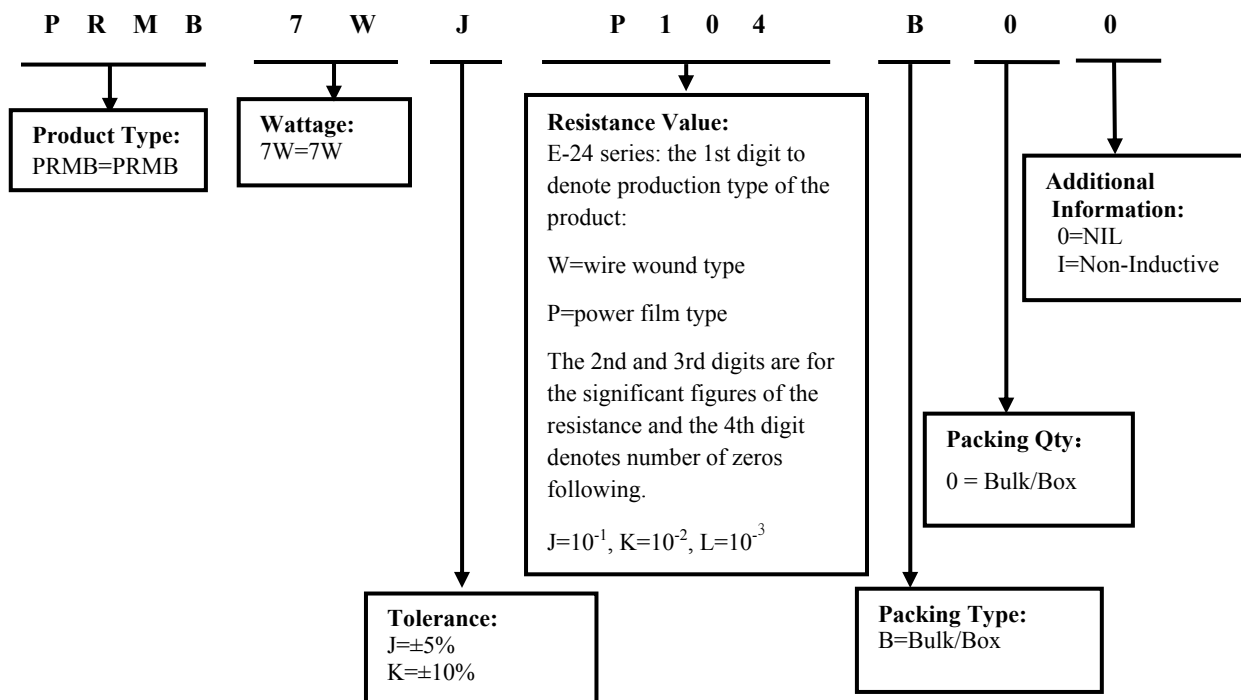 P R M B 7 W J P 1 0 4 B 0 0
Product Type:
PRMB=PRMB
Wattage:
7W=7W
Resistance Value:
E-24 series: the 1st digit to
denote production type of the
product:
W=wire wound type
P=power film type
The 2nd and 3rd digits are for
the significant figures of the
resistance and the 4th digit
denotes number of zeros
following.
J=10⁻¹, K=10⁻², L=10⁻³
Additional
Information:
0=NIL
I=Non-Inductive
Packing Qty：
0 = Bulk/Box
Tolerance:
J=±5%
K=±10%
Packing Type:
B=Bulk/Box